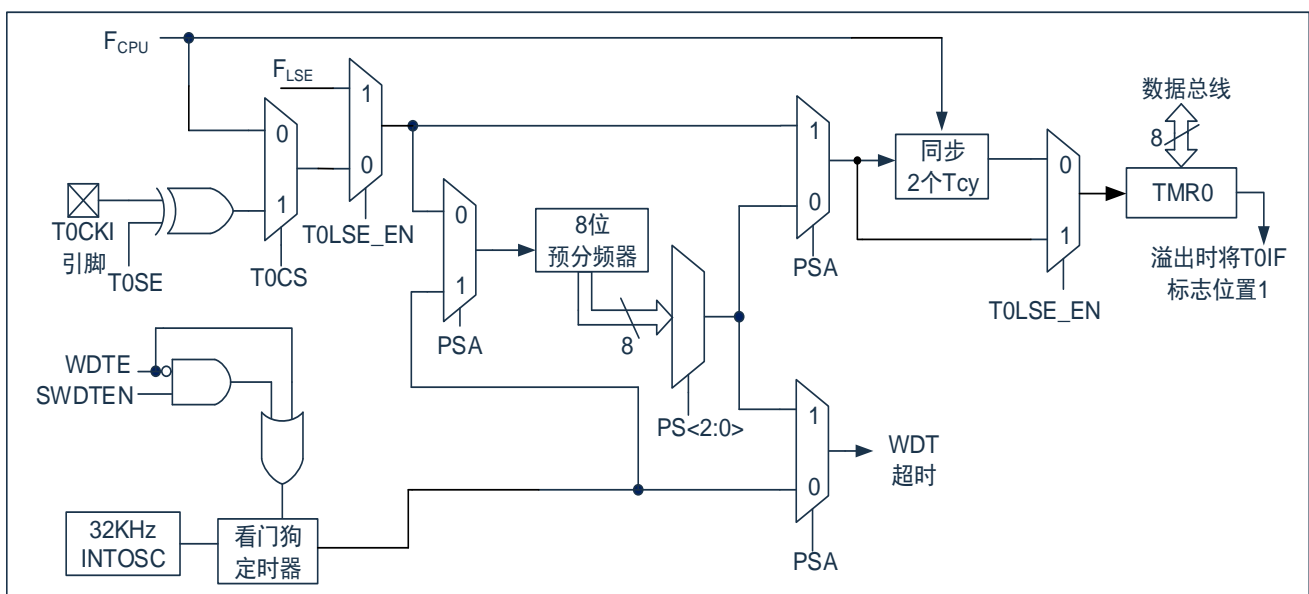 FCPU
FLSE
1
0
0
1
T0CKI
引脚
T0SE
T0CS
T0LSE_EN
0
1
PSA
8位
预分频器
8
PS<2:0>
1
0
PSA
同步
2个Tcy
0
1
T0LSE_EN
数据总线
8
TMR0
溢出时将T0IF
标志位置1
WDTE
SWDTEN
32KHz
INTOSC
看门狗
定时器
1
0
PSA
WDT
超时